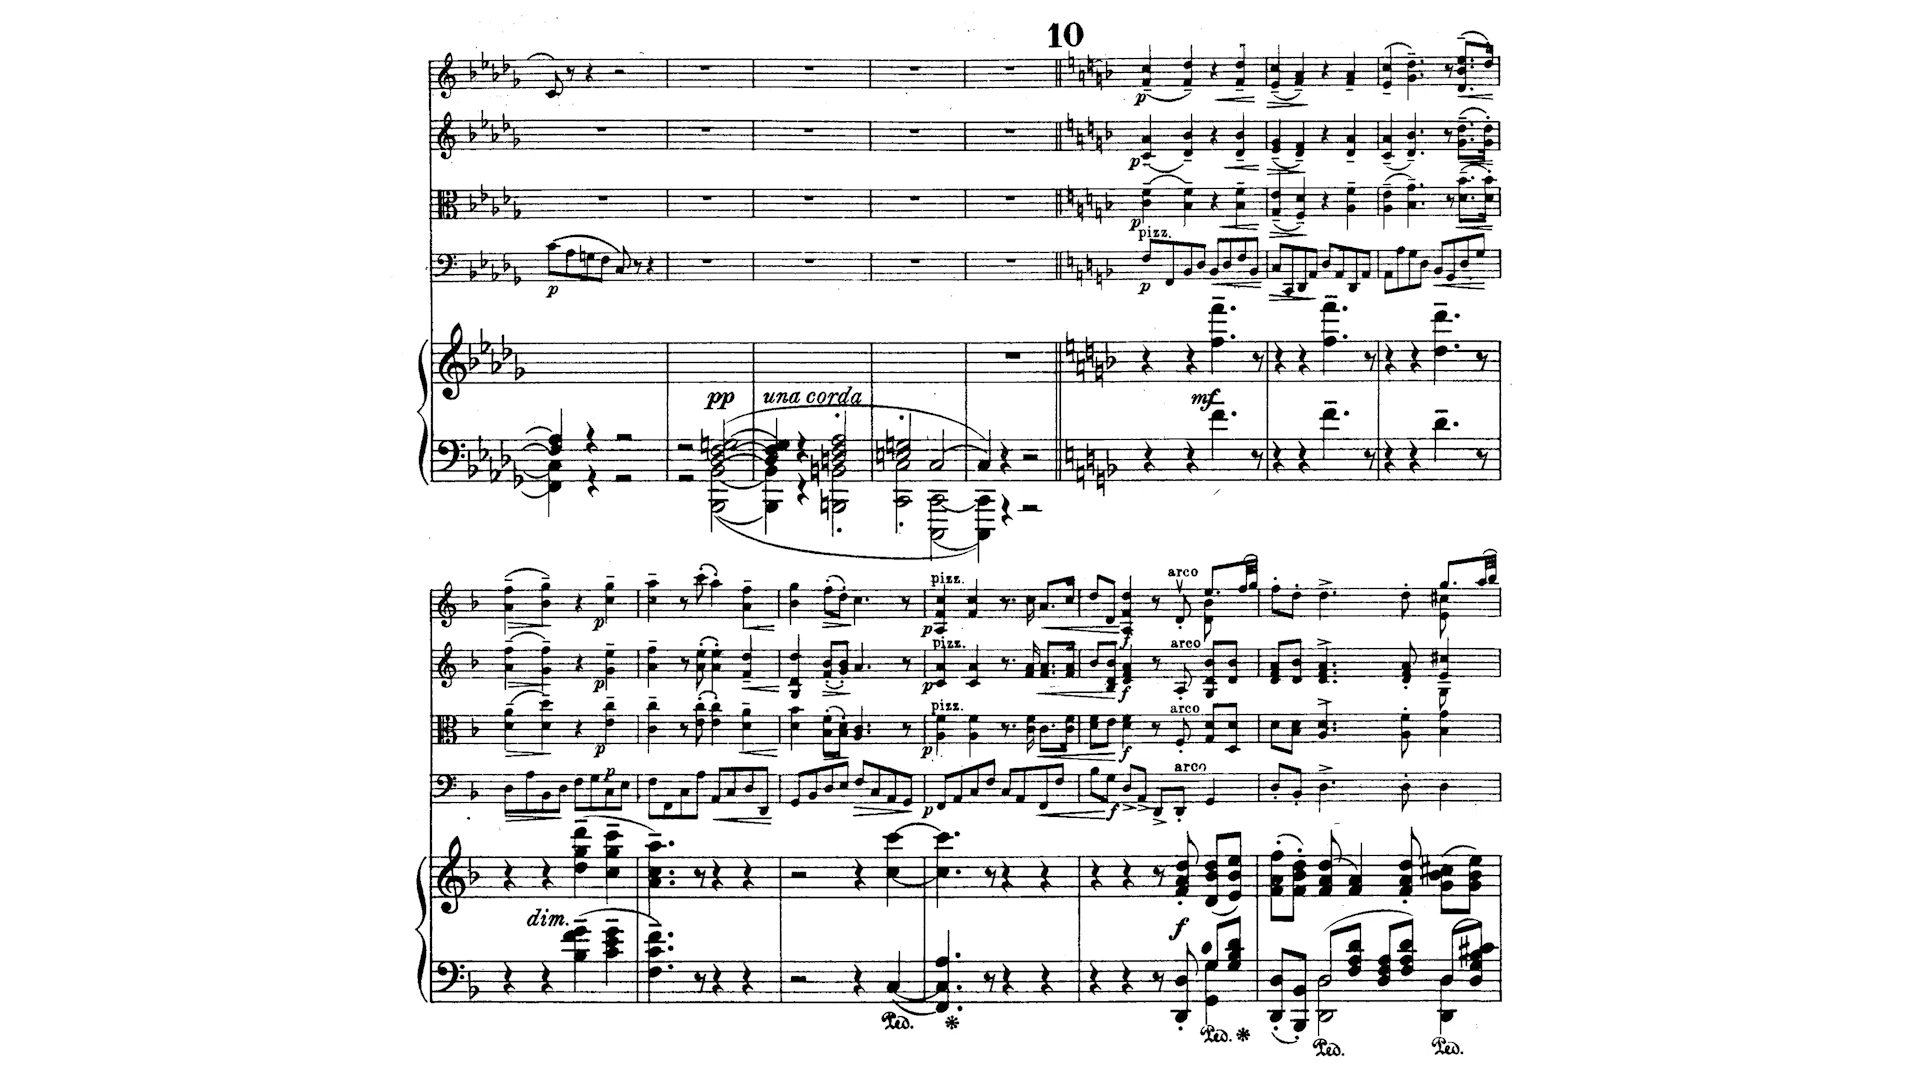 10
p
p
p
pizz.
p
p
mf
pp una corda
pizz.
arco
p
p
pizz.
arco
p
p
f
pizz.
arco
p
p
f
p
arco
p
f
dim.
f
Ped. *
Ped. *
Ped.
Ped.